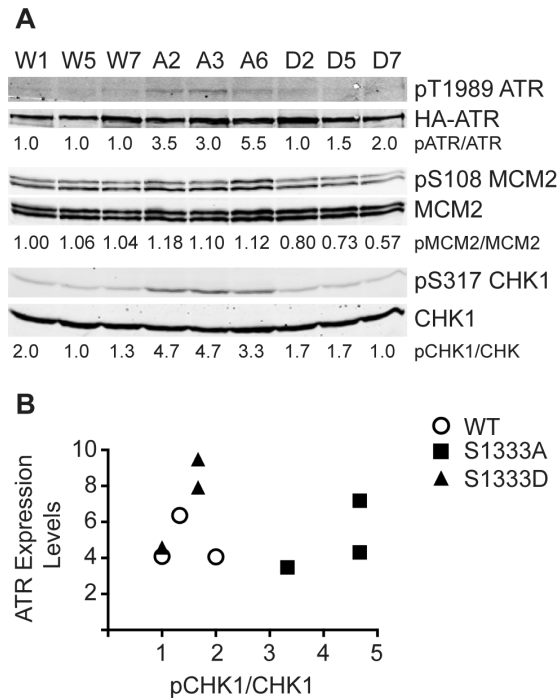 A
W1 W5 W7 A2 A3 A6 D2 D5 D7
pT1989 ATR
HA-ATR
1.0 1.0 1.0 3.5 3.0 5.5 1.0 1.5 2.0 pATR/ATR
pS108 MCM2
MCM2
1.00 1.06 1.04 1.18 1.10 1.12 0.80 0.73 0.57 pMCM2/MCM2
pS317 CHK1
CHK1
2.0 1.0 1.3 4.7 4.7 3.3 1.7 1.7 1.0 pCHK1/CHK
B
WT
S1333A
S1333D
ATR Expression
Levels
10
8
6
4
2
1 2 3 4 5
pCHK1/CHK1